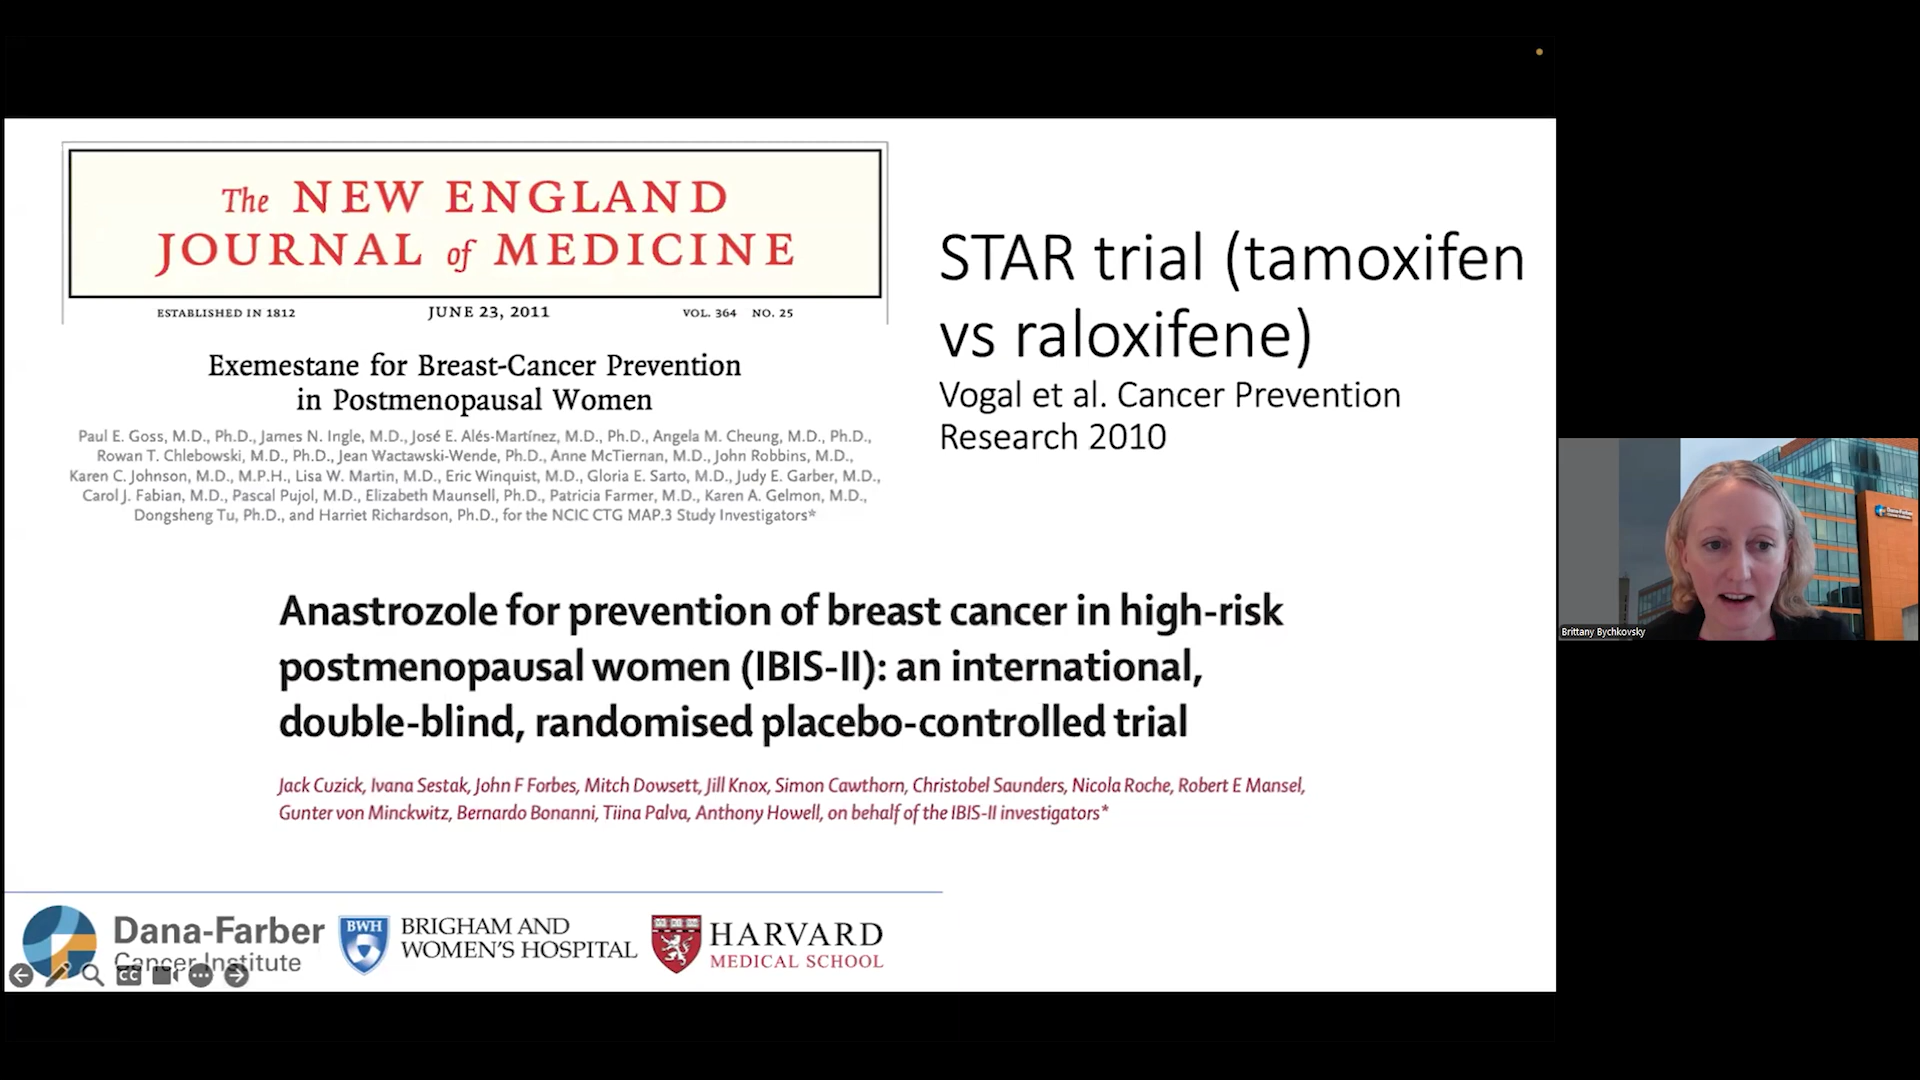 The NEW ENGLAND
JOURNAL of MEDICINE
ESTABLISHED IN 1812 JUNE 23, 2011 VOL. 364 NO. 25
Exemestane for Breast-Cancer Prevention
in Postmenopausal Women
Paul E. Goss, M.D., Ph.D., James N. Ingle, M.D., José E. Alés-Martínez, M.D., Ph.D., Angela M. Cheung, M.D., Ph.D.,
Rowan T. Chlebowski, M.D., Ph.D., Jean Wactawski-Wende, Ph.D., Anne McTiernan, M.D., John Robbins, M.D.,
Karen C. Johnson, M.D., M.P.H., Lisa W. Martin, M.D., Eric Winquist, M.D., Gloria E. Sarto, M.D., Judy E. Garber, M.D.,
Carol J. Fabian, M.D., Pascal Pujol, M.D., Elizabeth Maunsell, Ph.D., Patricia Farmer, M.D., Karen A. Gelmon, M.D.,
Dongsheng Tu, Ph.D., and Harriet Richardson, Ph.D., for the NCIC CTG MAP.3 Study Investigators*
STAR trial (tamoxifen
vs raloxifene)
Vogal et al. Cancer Prevention
Research 2010
Anastrozole for prevention of breast cancer in high-risk
postmenopausal women (IBIS-II): an international,
double-blind, randomised placebo-controlled trial
Jack Cuzick, Ivana Sestak, John F Forbes, Mitch Dowsett, Jill Knox, Simon Cawthorn, Christobel Saunders, Nicola Roche, Robert E Mansel,
Gunter von Minckwitz, Bernardo Bonanni, Tiina Palva, Anthony Howell, on behalf of the IBIS-II investigators*
Dana-Farber
Cancer Institute
BWH
BRIGHAM AND
WOMEN'S HOSPITAL
HARVARD
MEDICAL SCHOOL
CC
Dana-Farber
Brittany Bychkovsky